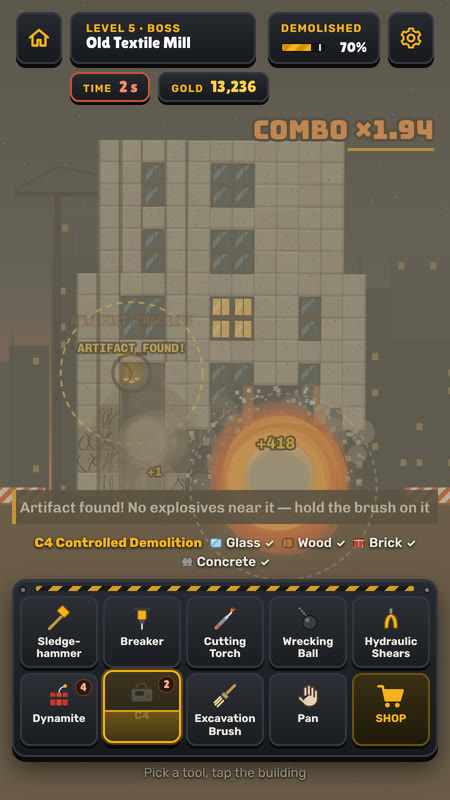 LEVEL 5 • BOSS
Old Textile Mill
DEMOLISHED
70%
TIME 2 s
GOLD 13,236
COMBO ×1.94
ARTIFACT FOUND!
+418
+1
Artifact found! No explosives near it — hold the brush on it
C4 Controlled Demolition Glass ✓ Wood ✓ Brick ✓
Concrete ✓
Sledge-
hammer
Breaker
Cutting
Torch
Wrecking
Ball
Hydraulic
Shears
4
Dynamite
2
C4
Excavation
Brush
Pan
SHOP
Pick a tool, tap the building